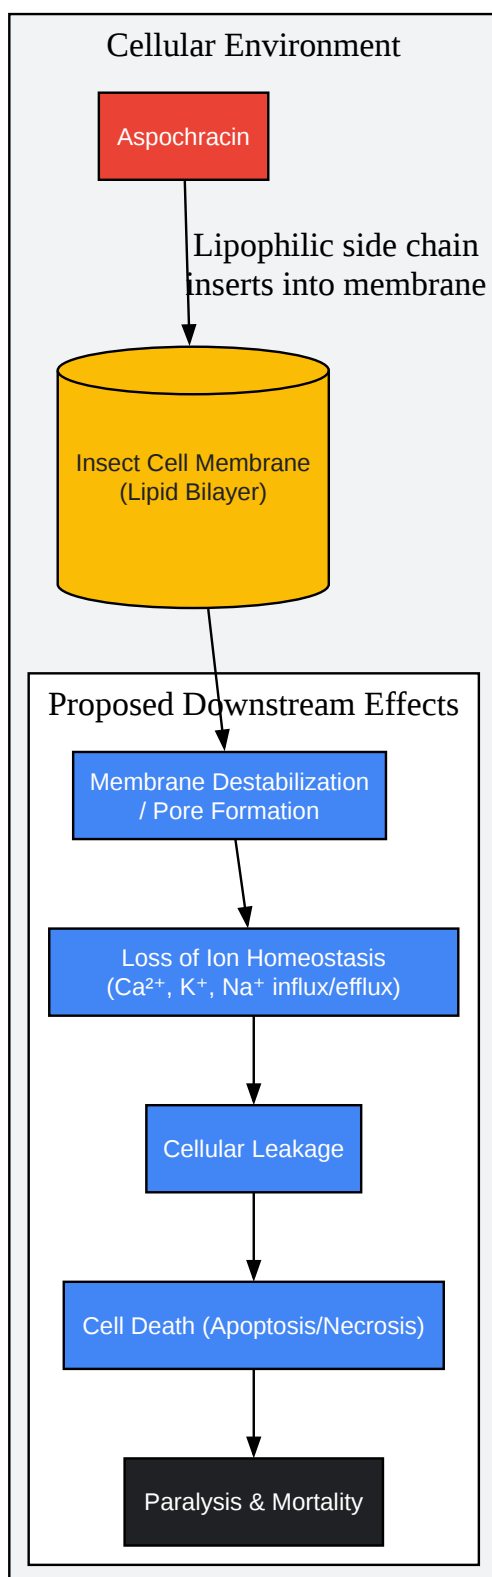 Cellular Environment
Aspochracin
Lipophilic side chain
inserts into membrane
Insect Cell Membrane
(Lipid Bilayer)
Proposed Downstream Effects
Membrane Destabilization
/ Pore Formation
Loss of Ion Homeostasis
(Ca²⁺, K⁺, Na⁺ influx/efflux)
Cellular Leakage
Cell Death (Apoptosis/Necrosis)
Paralysis & Mortality